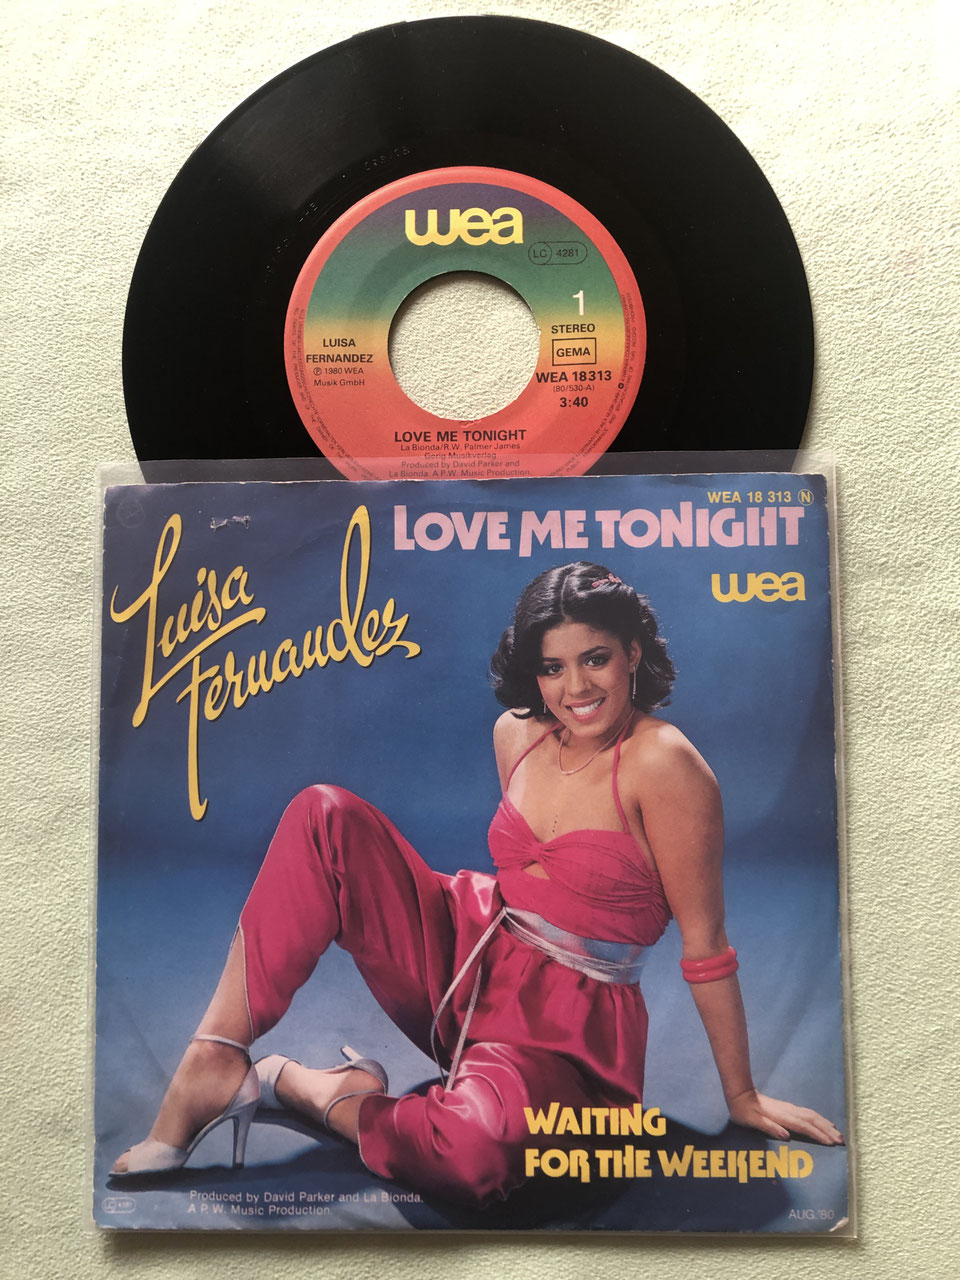 wea
LC 4281
1
STEREO
GEMA
WEA 18313
(80/530-A)
3:40
LUISA
FERNANDEZ
℗ 1980 WEA
Musik GmbH
LOVE ME TONIGHT
La Bionda/R.W. Palmer James
Gerig Musikverlag
Produced by David Parker and
La Bionda. A P.W. Music Production.
WEA 18 313 N
LOVE ME TONIGHT
wea
Luisa
Fernandez
WAITING
FOR THE WEEKEND
Produced by David Parker and La Bionda.
A P.W. Music Production.
AUG.'80